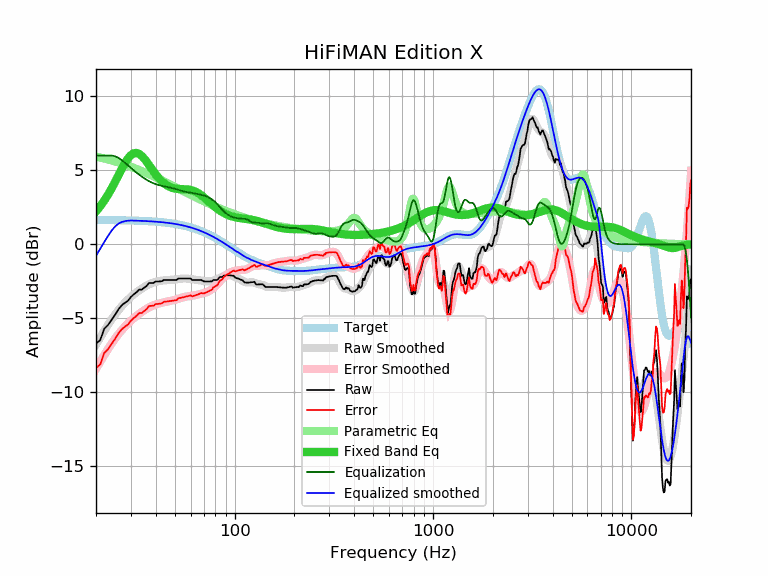 HiFiMAN Edition X
10
5
0
−5
−10
−15
Amplitude (dBr)
Target
Raw Smoothed
Error Smoothed
Raw
Error
Parametric Eq
Fixed Band Eq
Equalization
Equalized smoothed
100
1000
10000
Frequency (Hz)